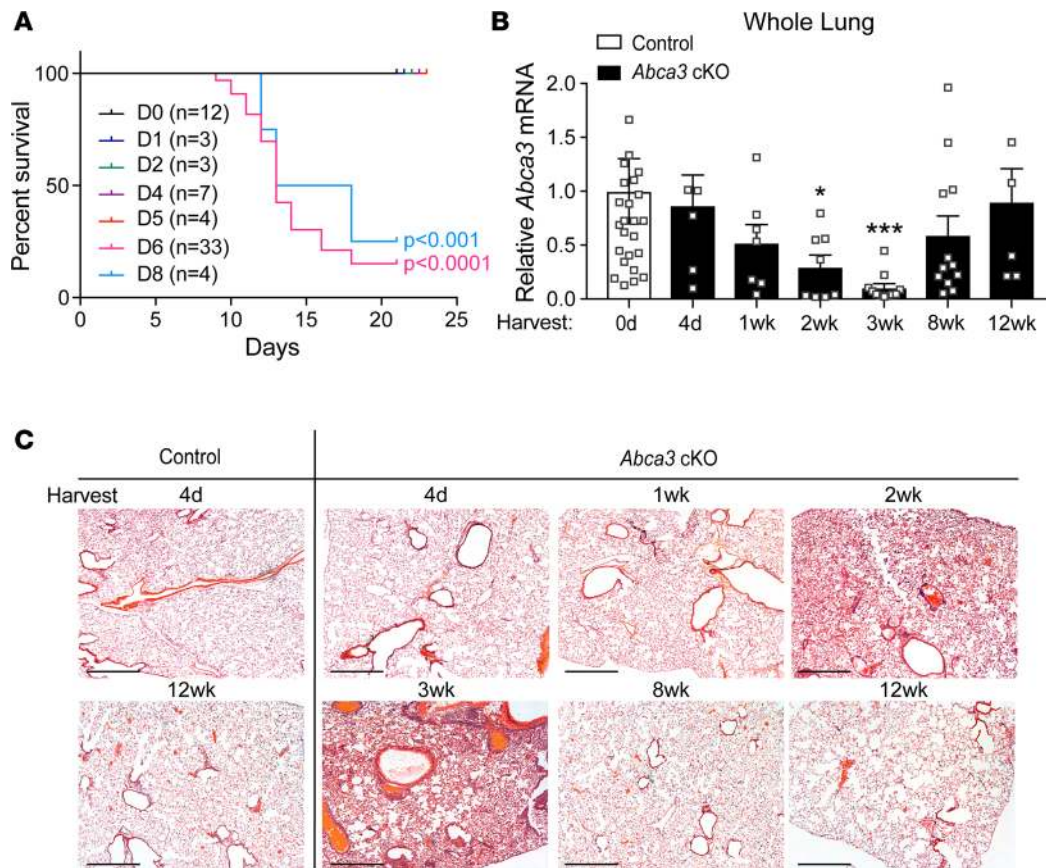 A
Percent survival
100
50
0
D0 (n=12)
D1 (n=3)
D2 (n=3)
D4 (n=7)
D5 (n=4)
D6 (n=33)
D8 (n=4)
p<0.001
p<0.0001
0 5 10 15 20 25
Days
B
Whole Lung
Control
Abca3 cKO
Relative Abca3 mRNA
2.0
1.5
1.0
0.5
0.0
*
***
Harvest: 0d 4d 1wk 2wk 3wk 8wk 12wk
C
Control Abca3 cKO
Harvest 4d 4d 1wk 2wk
12wk 3wk 8wk 12wk